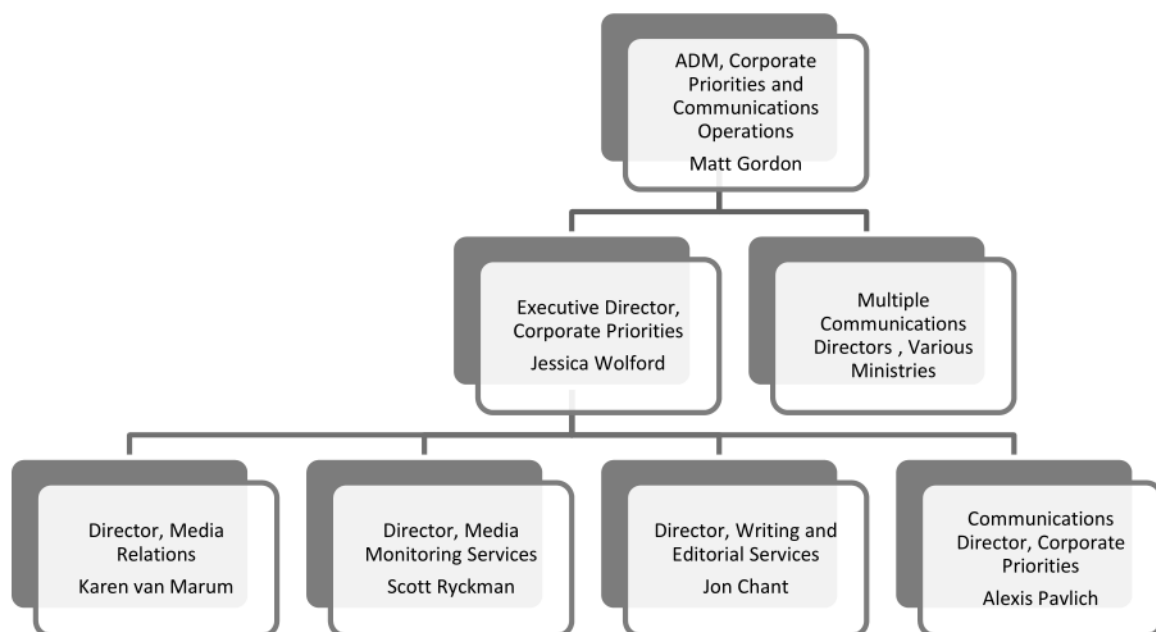 ADM, Corporate
Priorities and
Communications
Operations
Matt Gordon
Executive Director,
Corporate Priorities
Jessica Wolford
Multiple
Communications
Directors , Various
Ministries
Director, Media
Relations
Karen van Marum
Director, Media
Monitoring Services
Scott Ryckman
Director, Writing and
Editorial Services
Jon Chant
Communications
Director, Corporate
Priorities
Alexis Pavlich